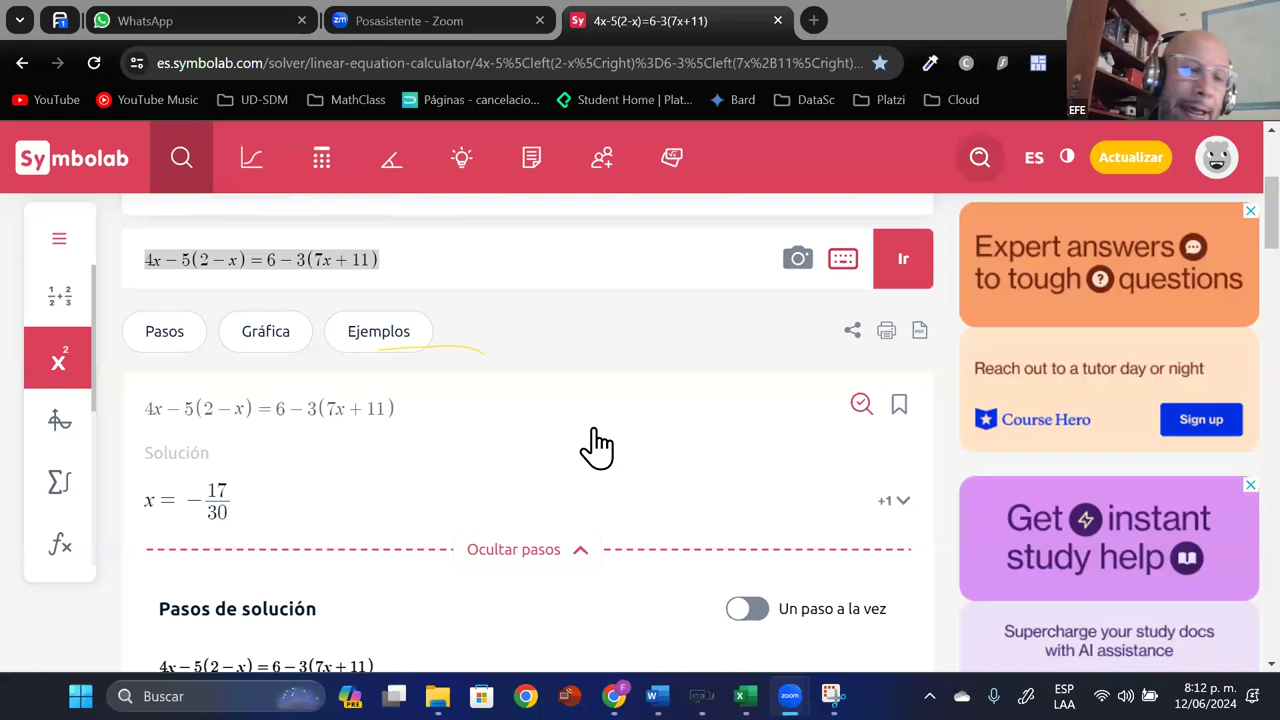 WhatsApp
Posasistente - Zoom
Sy 4x-5(2-x)=6-3(7x+11)
es.symbolab.com/solver/linear-equation-calculator/4x-5%5Cleft(2-x%5Cright)%3D6-3%5Cleft(7x%2B11%5Cright)...
YouTube
YouTube Music
UD-SDM
MathClass
Páginas - cancelacio...
Student Home | Plat...
Bard
DataSc
Platzi
Cloud
EFE
Symbolab
ES
Actualizar
4x − 5(2 − x) = 6 − 3(7x + 11)
Ir
Pasos
Gráfica
Ejemplos
4x − 5(2 − x) = 6 − 3(7x + 11)
Solución
x = − 17/30
+1
Ocultar pasos
Pasos de solución
Un paso a la vez
4x − 5(2 − x) = 6 − 3(7x + 11)
Expert answers
to tough questions
Reach out to a tutor day or night
Course Hero
Sign up
Get instant
study help
Supercharge your study docs
with AI assistance
Buscar
PRE
ESP
LAA
8:12 p. m.
12/06/2024